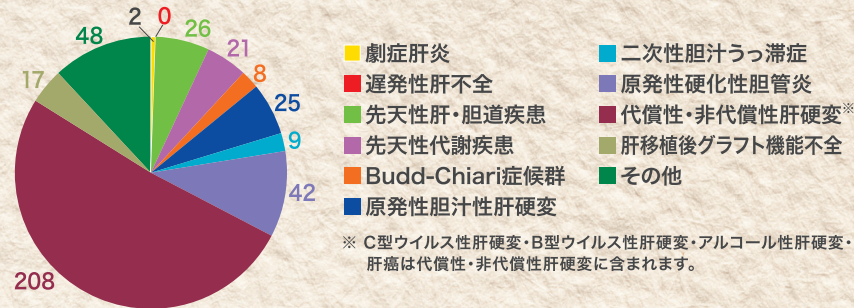 2
0
26
21
8
25
9
42
208
17
48
劇症肝炎
遅発性肝不全
先天性肝・胆道疾患
先天性代謝疾患
Budd-Chiari症候群
原発性胆汁性肝硬変
二次性胆汁うっ滞症
原発性硬化性胆管炎
代償性・非代償性肝硬変※
肝移植後グラフト機能不全
その他
※ C型ウイルス性肝硬変・B型ウイルス性肝硬変・アルコール性肝硬変・
肝癌は代償性・非代償性肝硬変に含まれます。